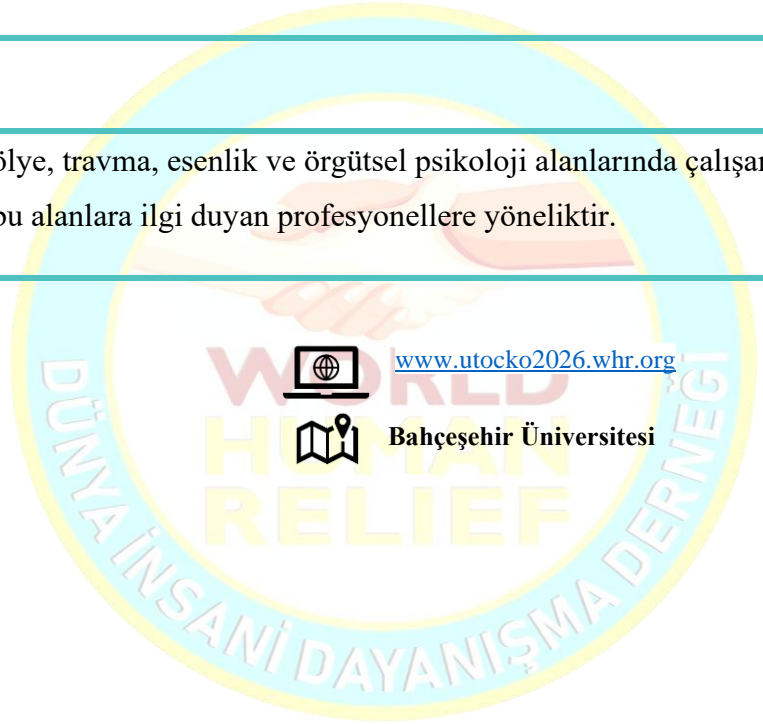 ölye, travma, esenlik ve örgütsel psikoloji alanlarında çalışan
bu alanlara ilgi duyan profesyonellere yöneliktir.
www.utocko2026.whr.org
Bahçeşehir Üniversitesi
WORLD
HUMAN
RELIEF
DÜNYA İNSANİ DAYANIŞMA DERNEĞİ